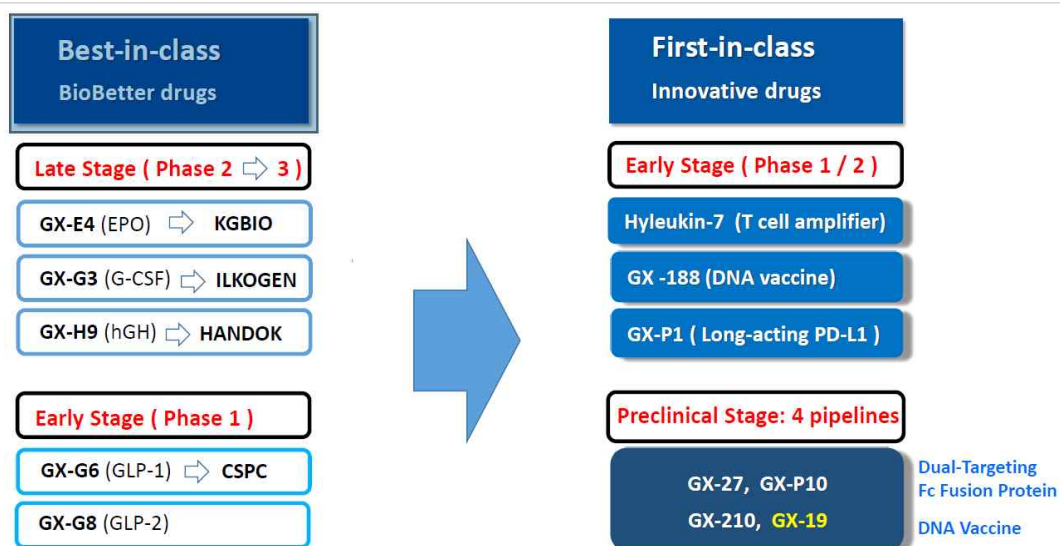 Best-in-class
BioBetter drugs
Late Stage ( Phase 2 ⇨ 3 )
GX-E4 (EPO) ⇨ KGBIO
GX-G3 (G-CSF) ⇨ ILKOGEN
GX-H9 (hGH) ⇨ HANDOK
Early Stage ( Phase 1 )
GX-G6 (GLP-1) ⇨ CSPC
GX-G8 (GLP-2)
First-in-class
Innovative drugs
Early Stage ( Phase 1 / 2 )
Hyleukin-7 (T cell amplifier)
GX -188 (DNA vaccine)
GX-P1 ( Long-acting PD-L1 )
Preclinical Stage: 4 pipelines
GX-27, GX-P10
GX-210, GX-19
Dual-Targeting
Fc Fusion Protein
DNA Vaccine